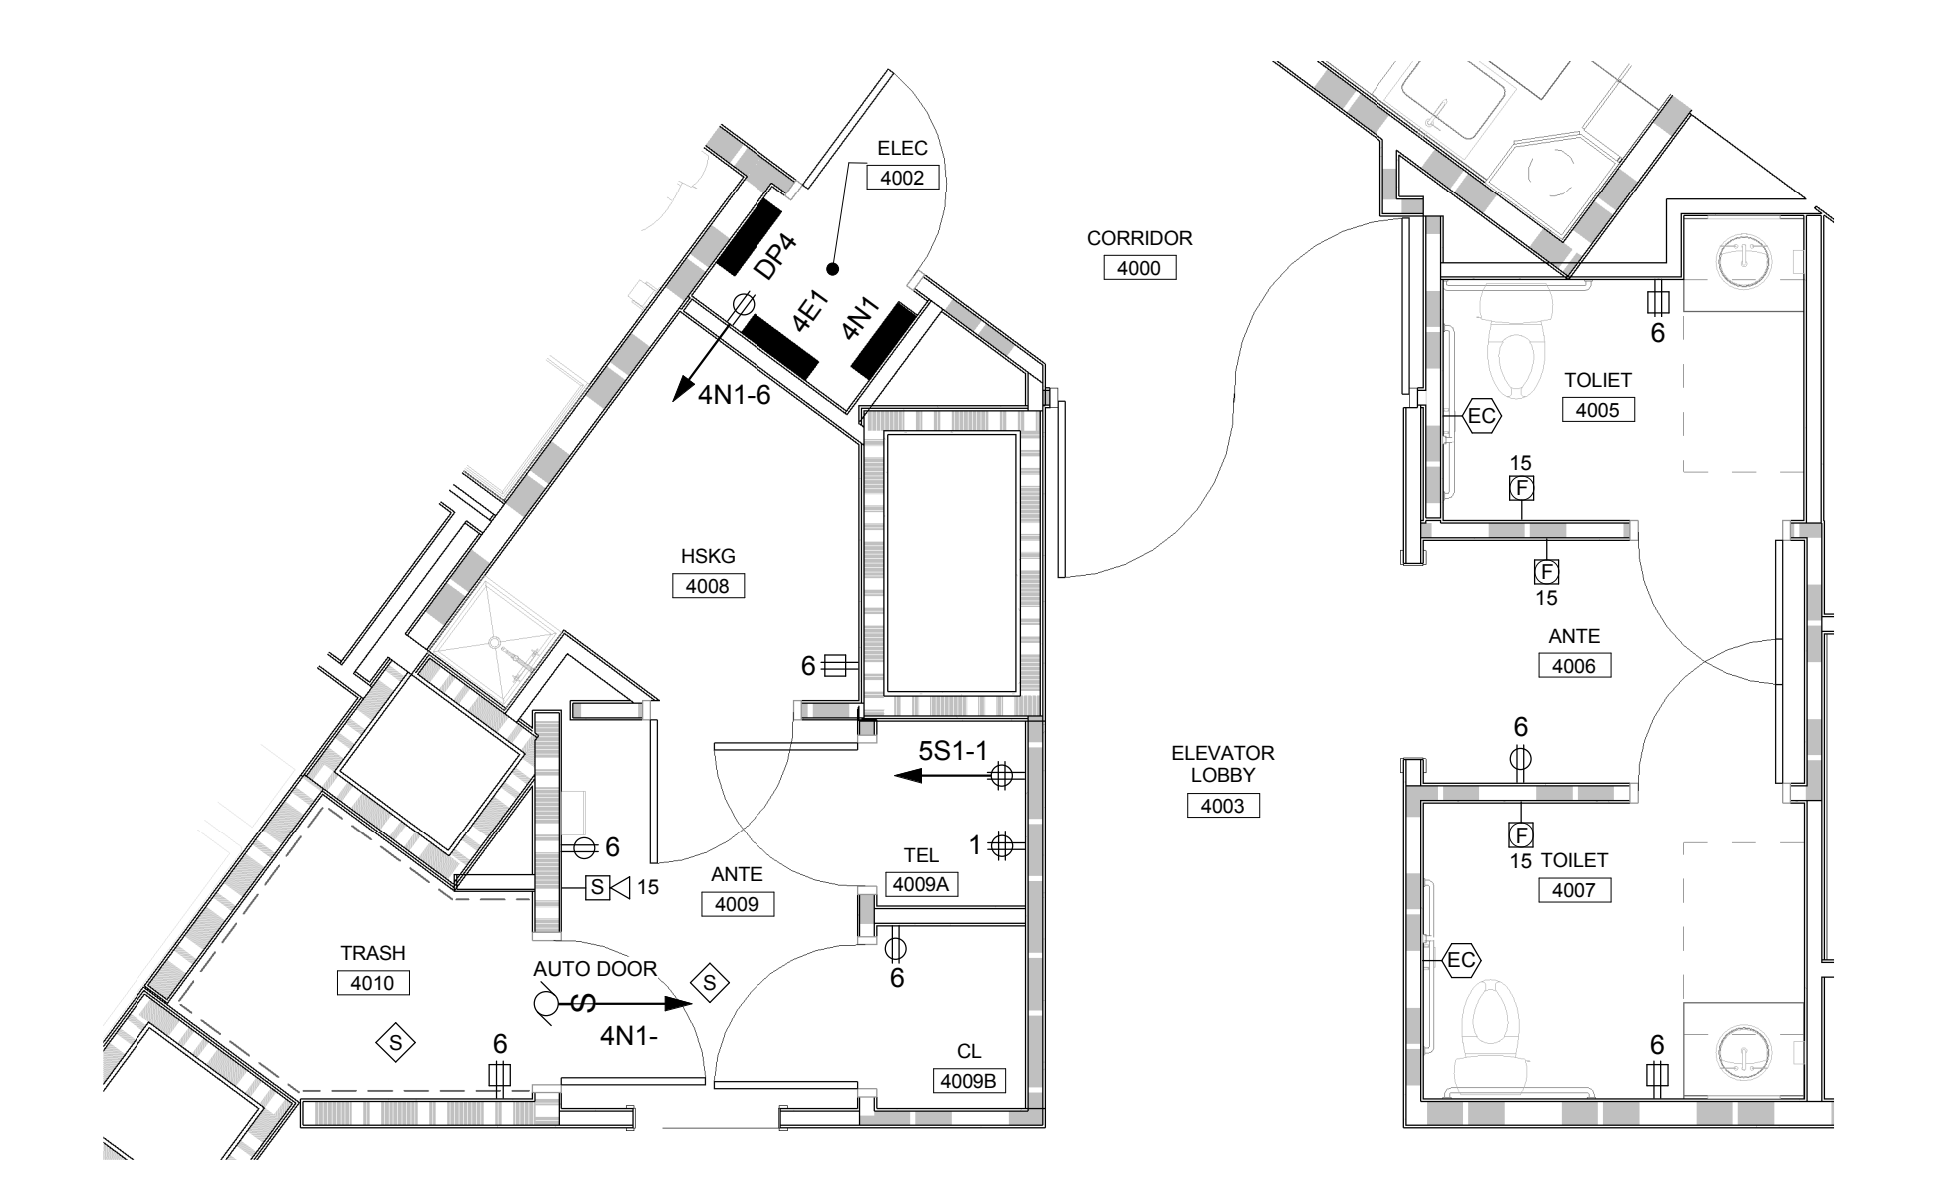 ELEC
4002
DP4
4E1
4N1
4N1-6
CORRIDOR
4000
6
TOLIET
4005
EC
15
F
F
15
HSKG
4008
6
ANTE
4006
6
5S1-1
ELEVATOR
LOBBY
4003
1
6
S
15
ANTE
4009
TEL
4009A
F
15
TOILET
4007
TRASH
4010
AUTO DOOR
S
4N1-
S
6
EC
S
6
CL
4009B
6